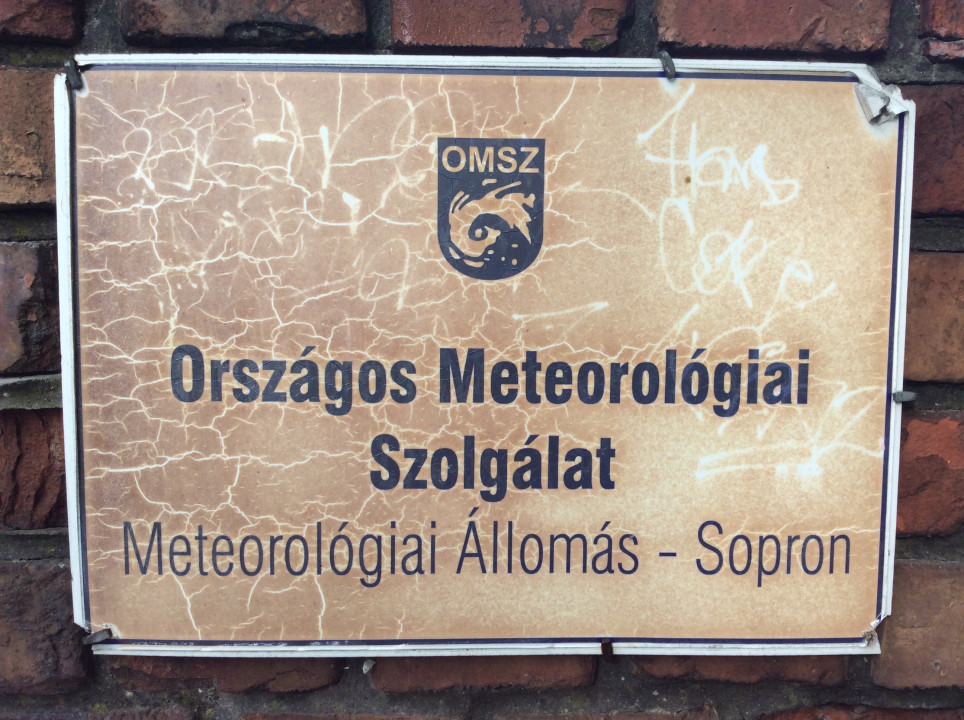 OMSZ
Országos Meteorológiai
Szolgálat
Meteorológiai Állomás - Sopron